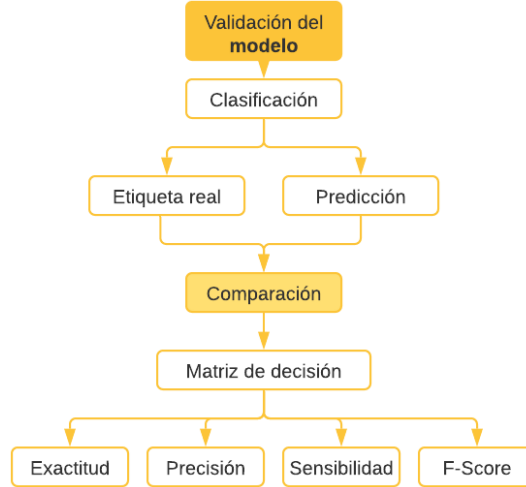 Validación del
modelo
Clasificación
Etiqueta real
Predicción
Comparación
Matriz de decisión
Exactitud
Precisión
Sensibilidad
F-Score